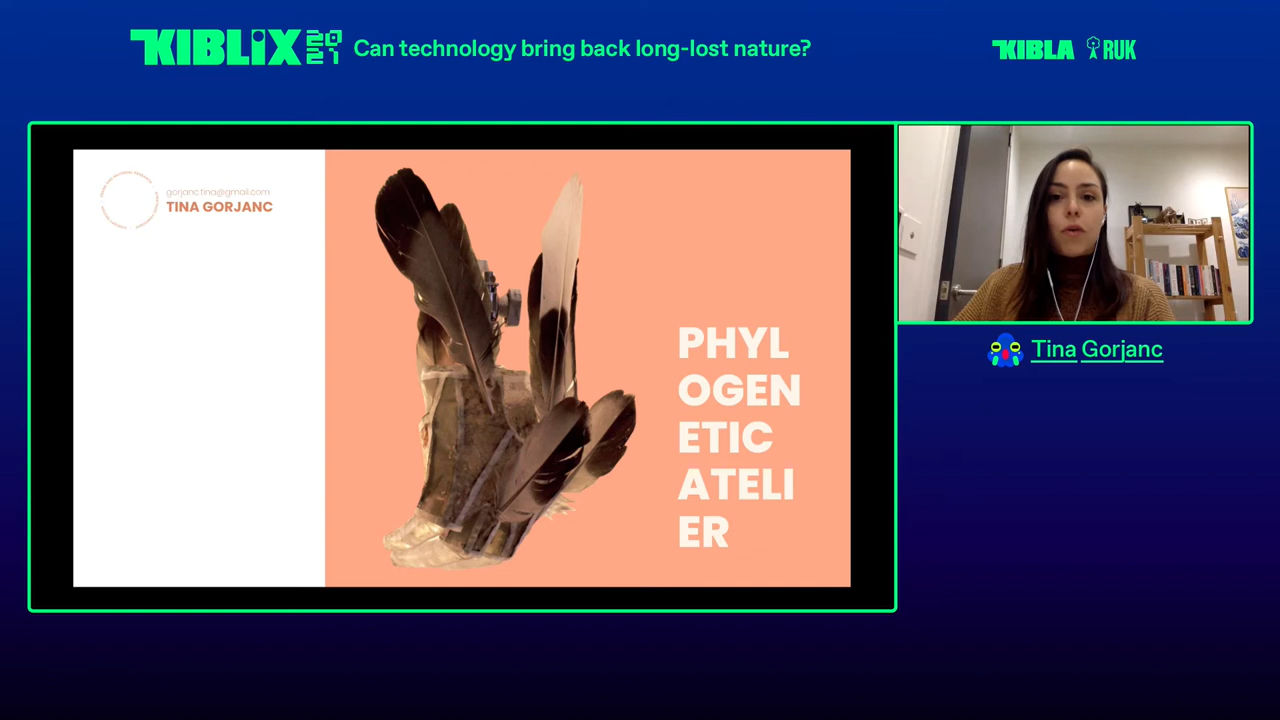 KIBLiX
2021
Can technology bring back long-lost nature?
KIBLA
RUK
gorjanc.tina@gmail.com
TINA GORJANC
PHYL
OGEN
ETIC
ATELI
ER
Tina Gorjanc